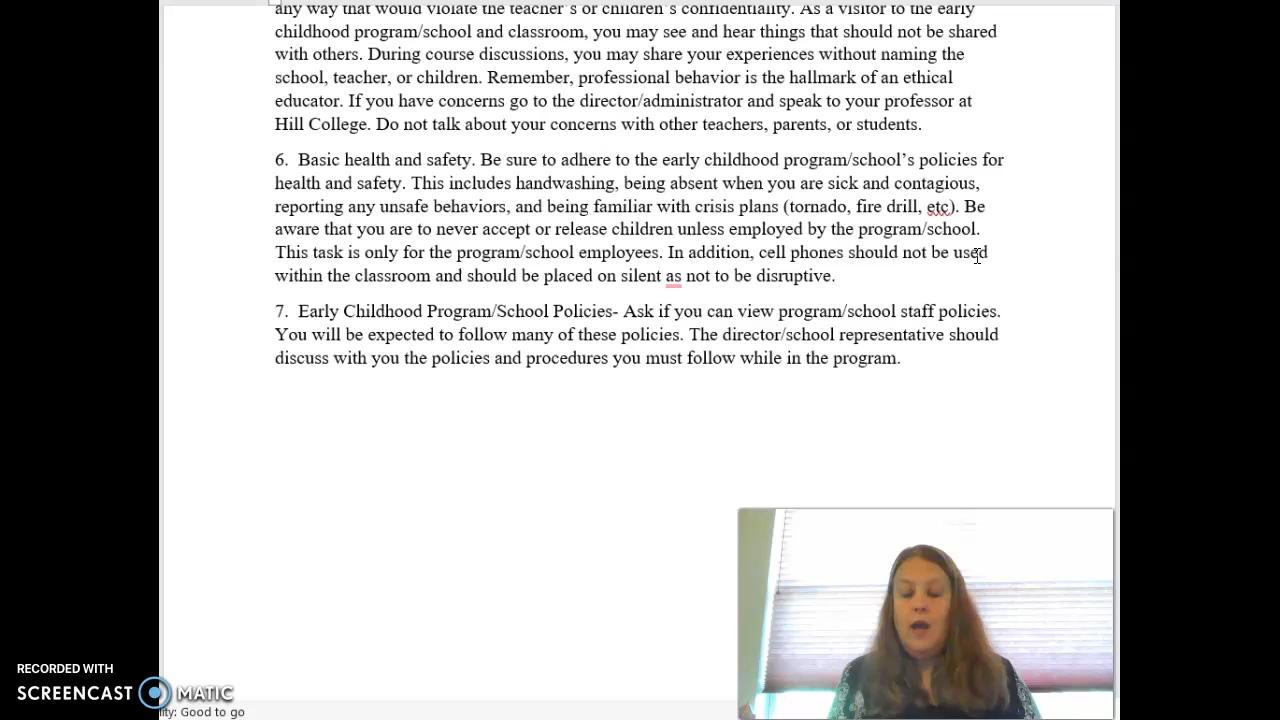 any way that would violate the teacher's or children's confidentiality. As a visitor to the early
childhood program/school and classroom, you may see and hear things that should not be shared
with others. During course discussions, you may share your experiences without naming the
school, teacher, or children. Remember, professional behavior is the hallmark of an ethical
educator. If you have concerns go to the director/administrator and speak to your professor at
Hill College. Do not talk about your concerns with other teachers, parents, or students.
6.  Basic health and safety. Be sure to adhere to the early childhood program/school's policies for
health and safety. This includes handwashing, being absent when you are sick and contagious,
reporting any unsafe behaviors, and being familiar with crisis plans (tornado, fire drill, etc). Be
aware that you are to never accept or release children unless employed by the program/school.
This task is only for the program/school employees. In addition, cell phones should not be used
within the classroom and should be placed on silent as not to be disruptive.
7.  Early Childhood Program/School Policies- Ask if you can view program/school staff policies.
You will be expected to follow many of these policies. The director/school representative should
discuss with you the policies and procedures you must follow while in the program.
RECORDED WITH
SCREENCAST MATIC
lity: Good to go